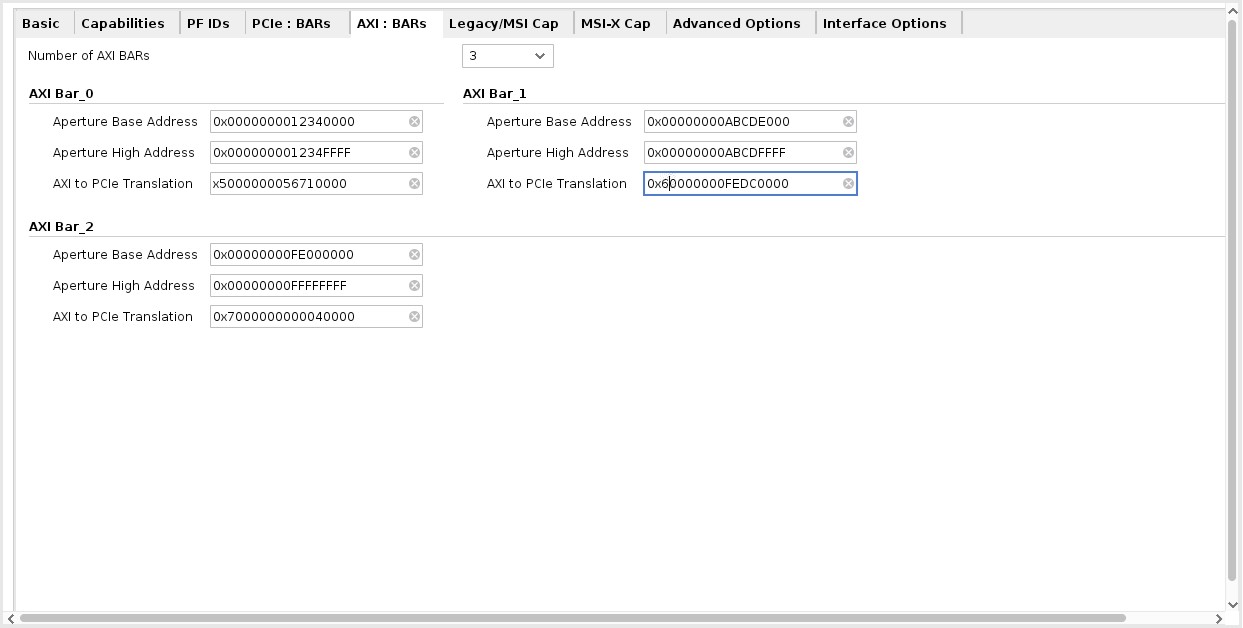 Basic Capabilities PF IDs PCIe : BARs AXI : BARs Legacy/MSI Cap MSI-X Cap Advanced Options Interface Options
Number of AXI BARs 3
AXI Bar_0 AXI Bar_1
Aperture Base Address 0x0000000012340000 Aperture Base Address 0x00000000ABCDE000
Aperture High Address 0x000000001234FFFF Aperture High Address 0x00000000ABCDFFFF
AXI to PCIe Translation x5000000056710000 AXI to PCIe Translation 0x60000000FEDC0000
AXI Bar_2
Aperture Base Address 0x00000000FE000000
Aperture High Address 0x00000000FFFFFFFF
AXI to PCIe Translation 0x7000000000040000